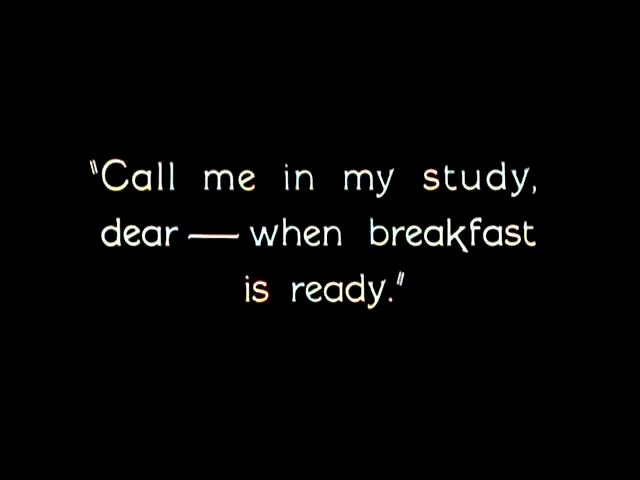 "Call me in my study,
dear — when breakfast
is ready."